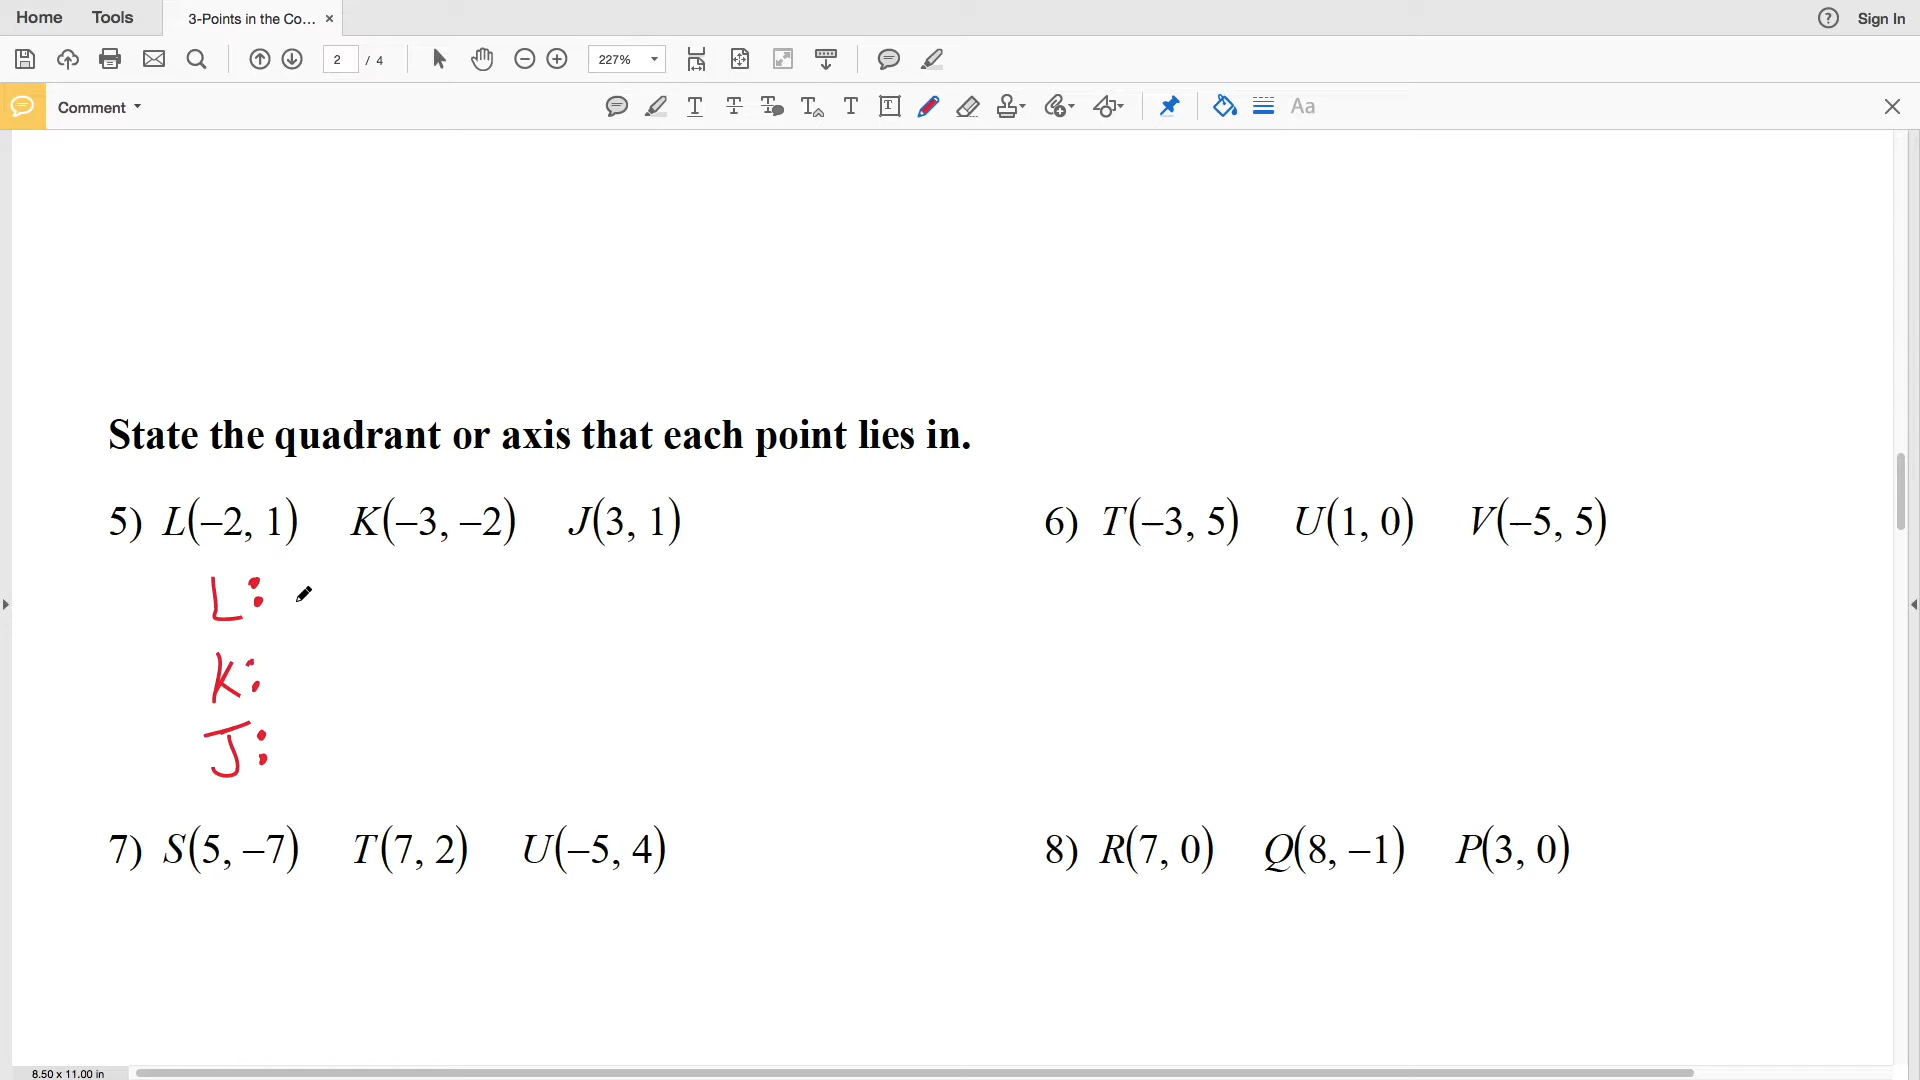 Home Tools 3-Points in the Co... × ? Sign In
2 / 4 227%
Comment T T T T T T Aa
State the quadrant or axis that each point lies in.
5) L(–2, 1) K(–3, –2) J(3, 1)
6) T(–3, 5) U(1, 0) V(–5, 5)
L:
K:
J:
7) S(5, –7) T(7, 2) U(–5, 4)
8) R(7, 0) Q(8, –1) P(3, 0)
8.50 x 11.00 in